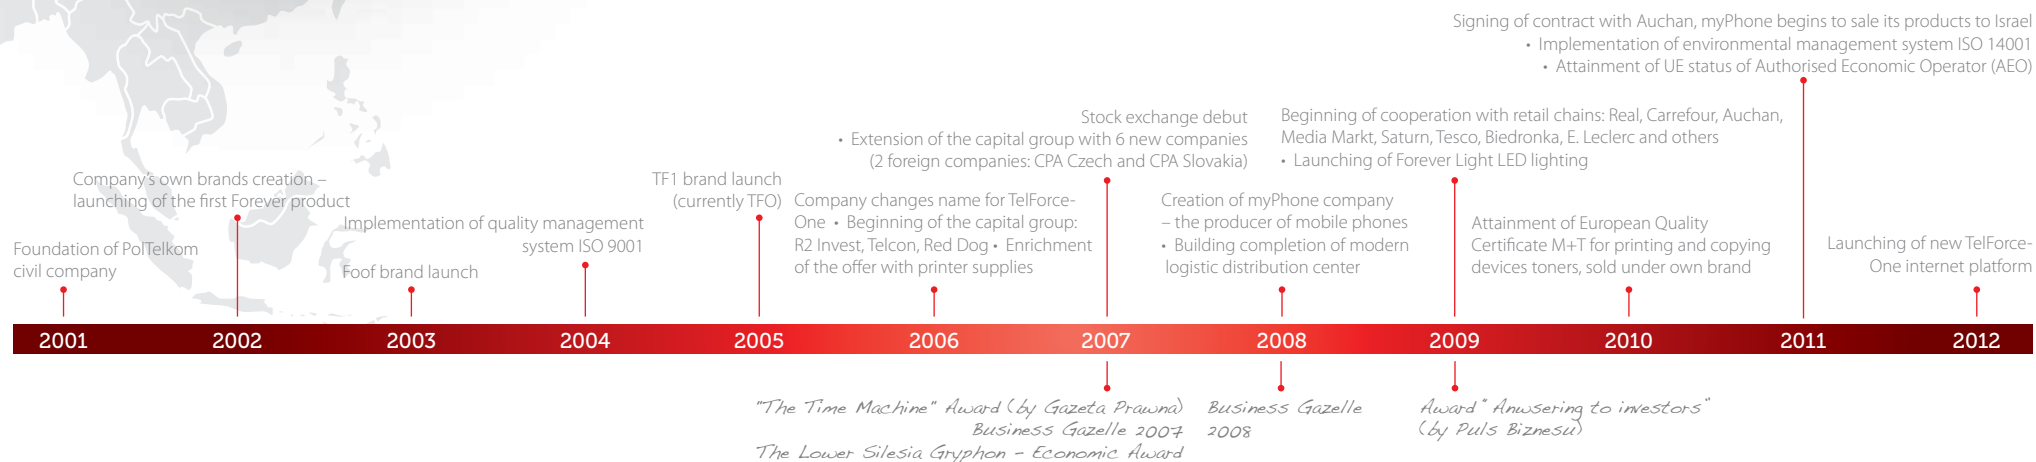 Signing of contract with Auchan, myPhone begins to sale its products to Israel
• Implementation of environmental management system ISO 14001
• Attainment of UE status of Authorised Economic Operator (AEO)
Stock exchange debut
• Extension of the capital group with 6 new companies
(2 foreign companies: CPA Czech and CPA Slovakia)
Beginning of cooperation with retail chains: Real, Carrefour, Auchan,
Media Markt, Saturn, Tesco, Biedronka, E. Leclerc and others
• Launching of Forever Light LED lighting
Company's own brands creation –
launching of the first Forever product
TF1 brand launch
(currently TFO)
Company changes name for TelForce-
One • Beginning of the capital group:
R2 Invest, Telcon, Red Dog • Enrichment
of the offer with printer supplies
Creation of myPhone company
– the producer of mobile phones
• Building completion of modern
logistic distribution center
Implementation of quality management
system ISO 9001
Attainment of European Quality
Certificate M+T for printing and copying
devices toners, sold under own brand
Foundation of PolTelkom
civil company
Foof brand launch
Launching of new TelForce-
One internet platform
2001 2002 2003 2004 2005 2006 2007 2008 2009 2010 2011 2012
"The Time Machine" Award (by Gazeta Prawna)
Business Gazelle 2007
The Lower Silesia Gryphon - Economic Award
Business Gazelle
2008
Award "Anwsering to investors"
(by Puls Biznesu)